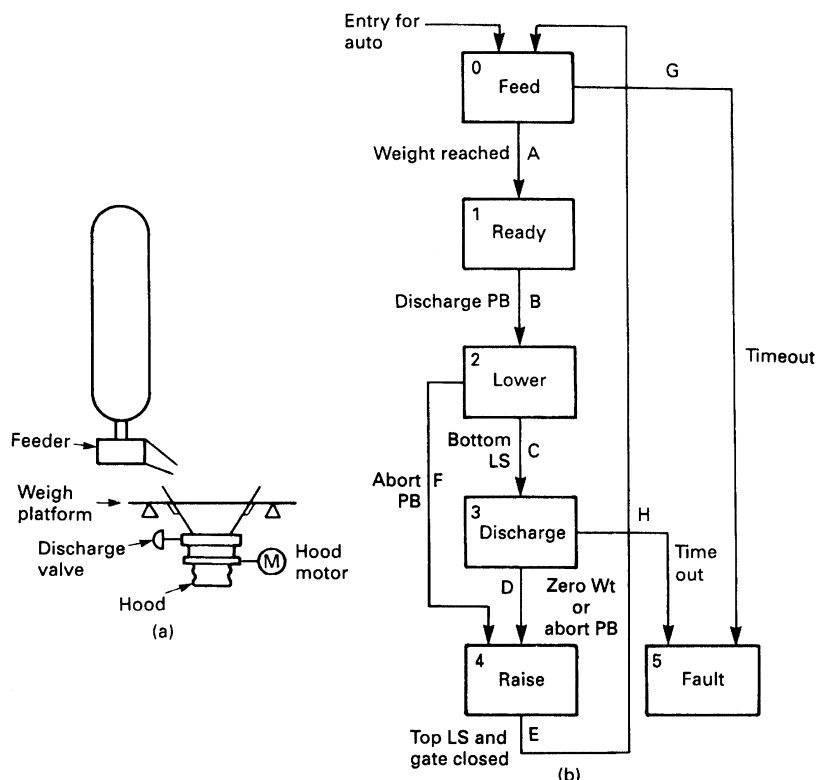 Entry for
auto
0
Feed
G
Weight reached A
1
Ready
Discharge PB B
2
Lower
Timeout
Bottom
LS
C
Abort
PB
F
3
Discharge
H
Time
out
D
Zero Wt
or
abort PB
4
Raise
5
Fault
Top LS and
gate closed
E
(b)
Feeder
Weigh
platform
Discharge
valve
M
Hood
motor
Hood
(a)